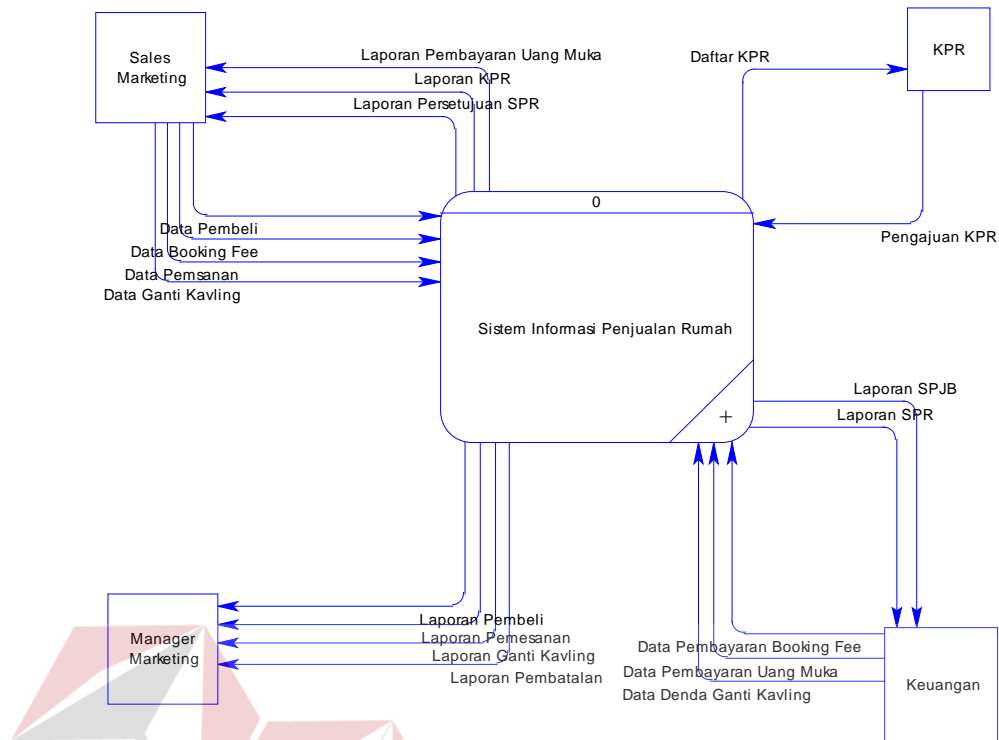 Sales
Marketing
Laporan Pembayaran Uang Muka
Laporan KPR
Laporan Persetujuan SPR
Daftar KPR
KPR
0
Data Pembeli
Data Booking Fee
Data Pemsanan
Data Ganti Kavling
Pengajuan KPR
Sistem Informasi Penjualan Rumah
+
Laporan SPJB
Laporan SPR
Manager
Marketing
Laporan Pembeli
Laporan Pemesanan
Laporan Ganti Kavling
Laporan Pembatalan
Data Pembayaran Booking Fee
Data Pembayaran Uang Muka
Data Denda Ganti Kavling
Keuangan